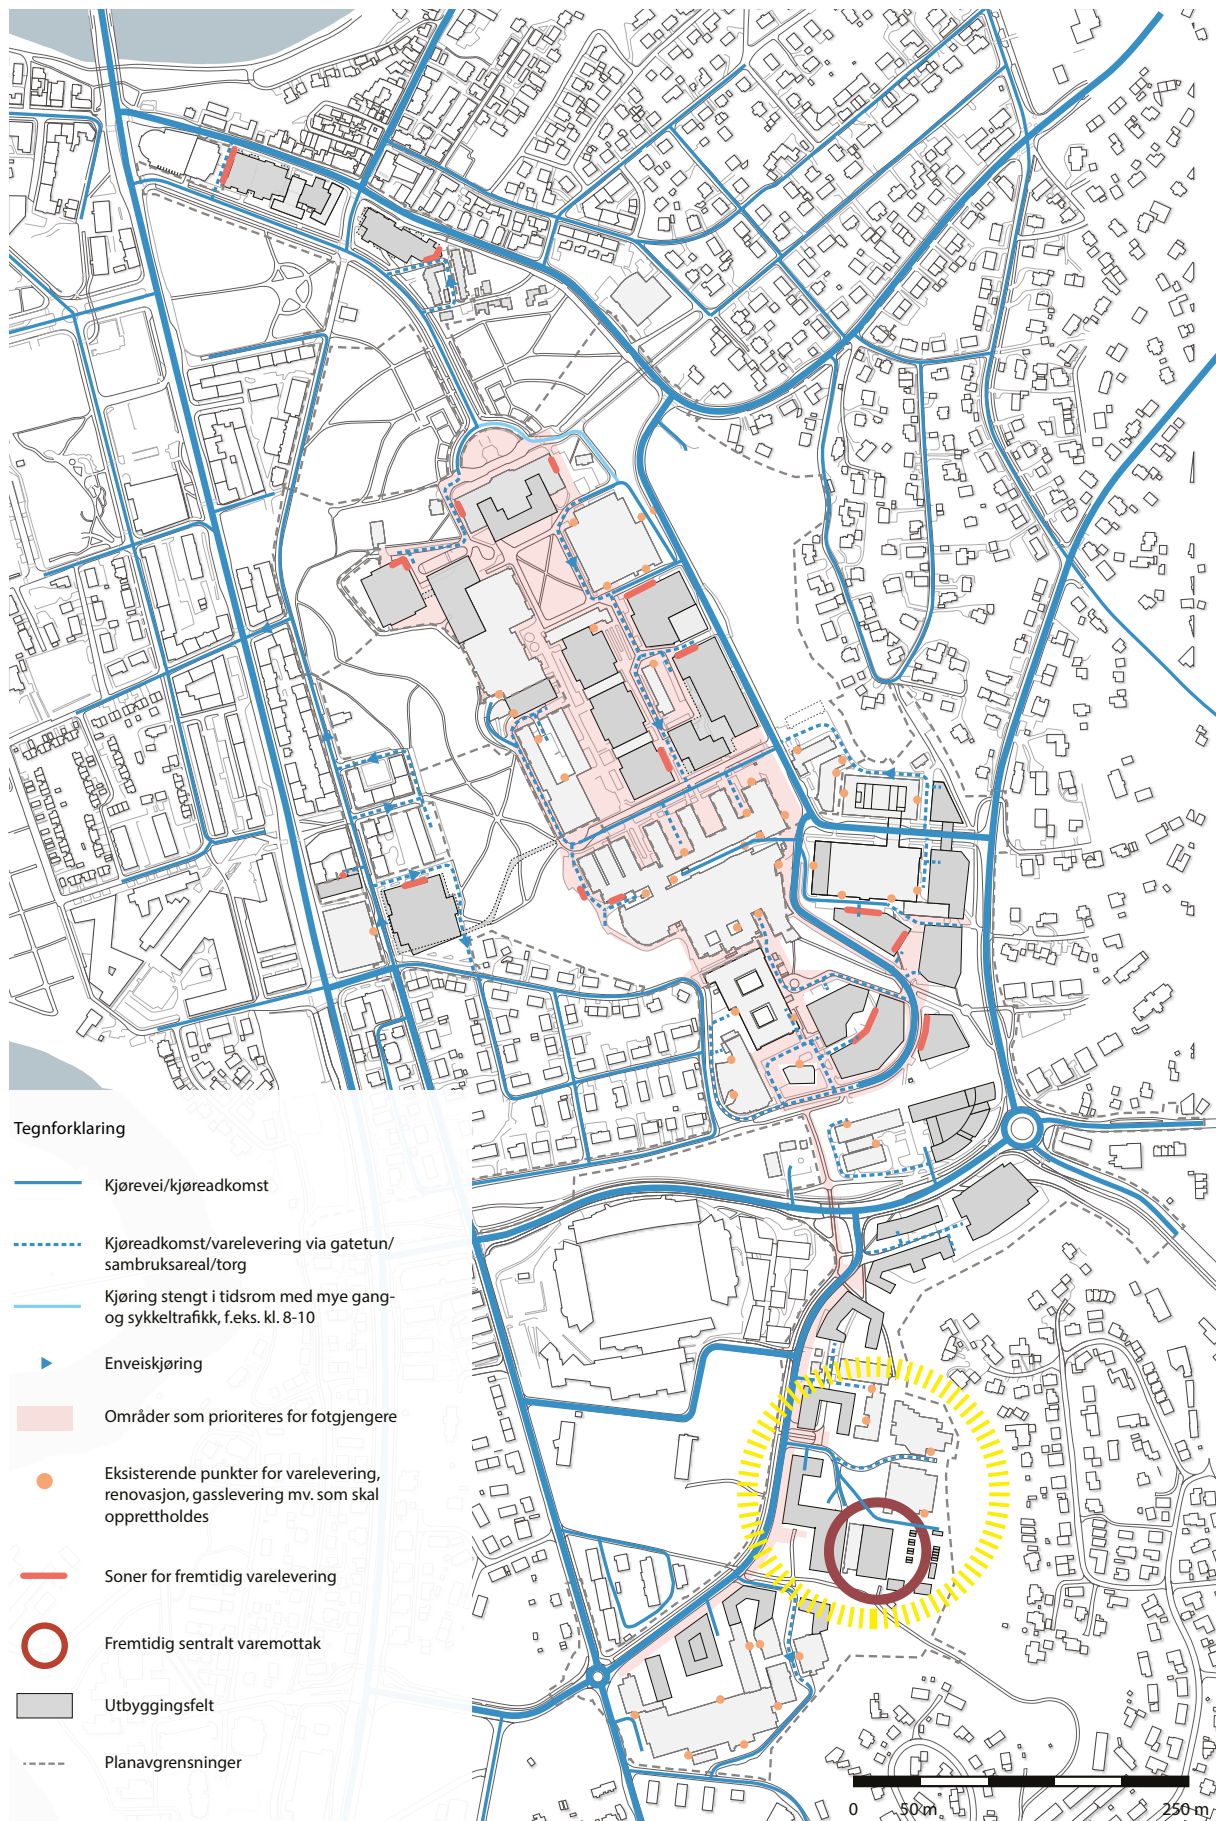 Tegnforklaring
Kjørevei/kjøreadkomst
Kjøreadkomst/varelevering via gatetun/
sambruksareal/torg
Kjøring stengt i tidsrom med mye gang-
og sykkeltrafikk, f.eks. kl. 8-10
Enveiskjøring
Områder som prioriteres for fotgjengere
Eksisterende punkter for varelevering,
renovasjon, gasslevering mv. som skal
opprettholdes
Soner for fremtidig varelevering
Fremtidig sentralt varemottak
Utbyggingsfelt
Planavgrensninger
0 50 m 250 m